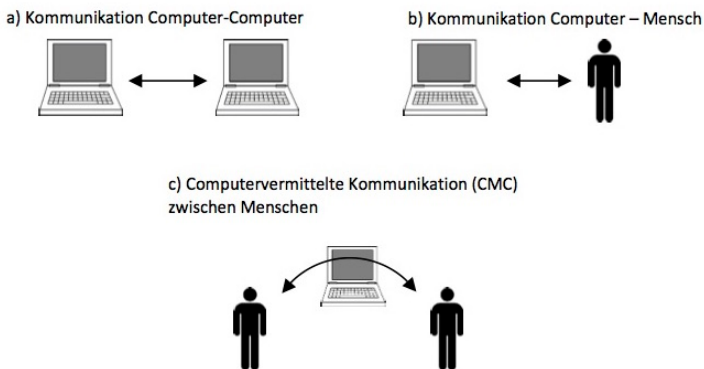 a) Kommunikation Computer-Computer
b) Kommunikation Computer – Mensch
c) Computervermittelte Kommunikation (CMC)
zwischen Menschen